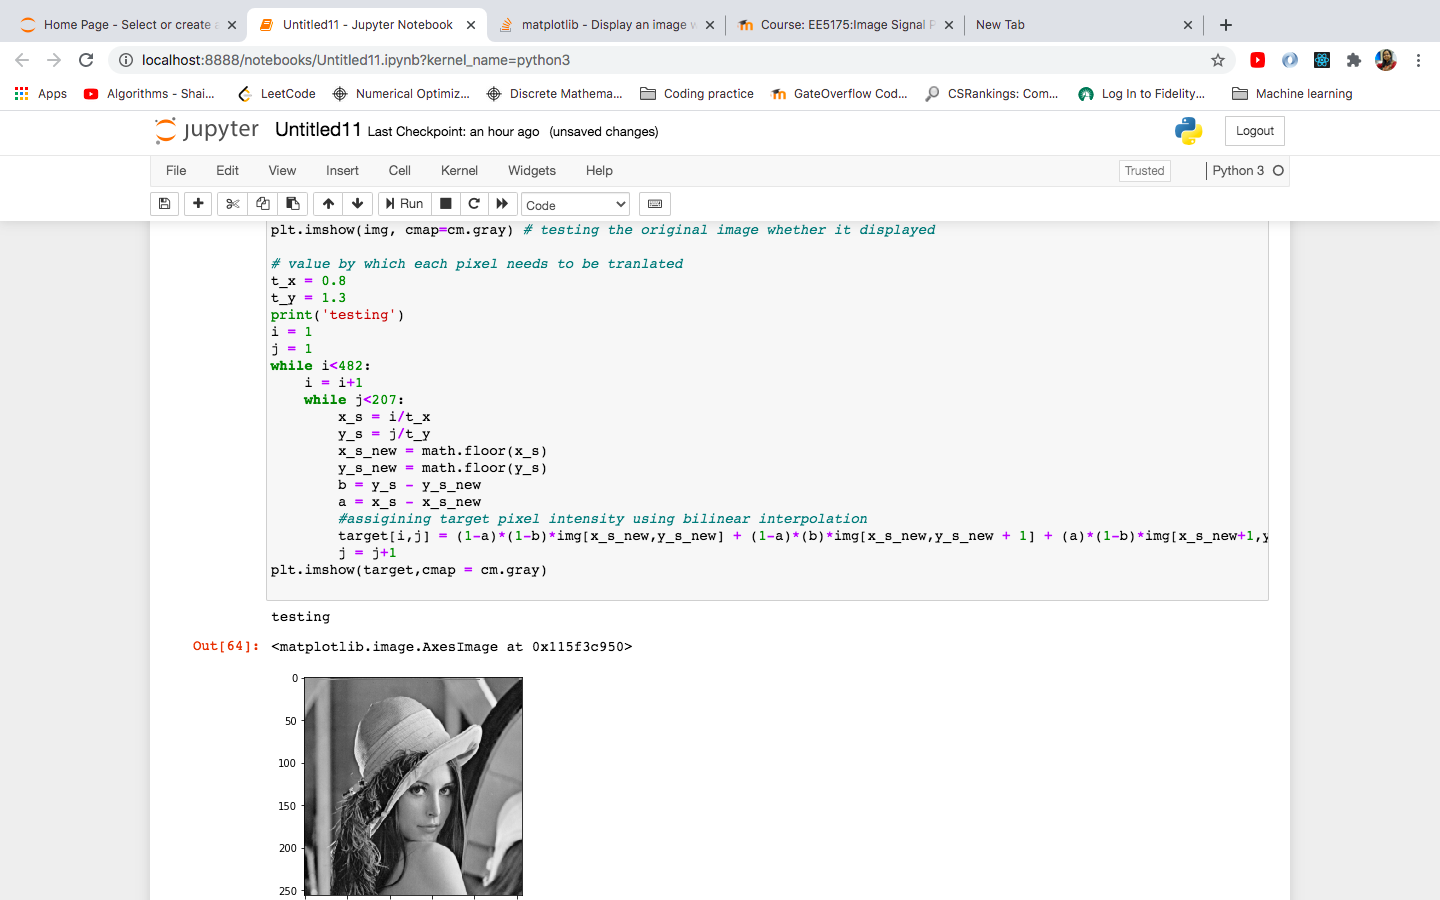 Home Page - Select or create a
Untitled11 - Jupyter Notebook
matplotlib - Display an image w
Course: EE5175:Image Signal P
New Tab
localhost:8888/notebooks/Untitled11.ipynb?kernel_name=python3
Apps
Algorithms - Shai...
LeetCode
Numerical Optimiz...
Discrete Mathema...
Coding practice
GateOverflow Cod...
CSRankings: Com...
Log In to Fidelity...
Machine learning
jupyter Untitled11 Last Checkpoint: an hour ago (unsaved changes)
Logout
File Edit View Insert Cell Kernel Widgets Help
Trusted
Python 3
Run
Code
plt.imshow(img, cmap=cm.gray) # testing the original image whether it displayed
# value by which each pixel needs to be tranlated
t_x = 0.8
t_y = 1.3
print('testing')
i = 1
j = 1
while i<482:
    i = i+1
    while j<207:
        x_s = i/t_x
        y_s = j/t_y
        x_s_new = math.floor(x_s)
        y_s_new = math.floor(y_s)
        b = y_s - y_s_new
        a = x_s - x_s_new
        #assigining target pixel intensity using bilinear interpolation
        target[i,j] = (1-a)*(1-b)*img[x_s_new,y_s_new] + (1-a)*(b)*img[x_s_new,y_s_new + 1] + (a)*(1-b)*img[x_s_new+1,y
        j = j+1
plt.imshow(target,cmap = cm.gray)
testing
Out[64]: <matplotlib.image.AxesImage at 0x115f3c950>
0
50
100
150
200
250